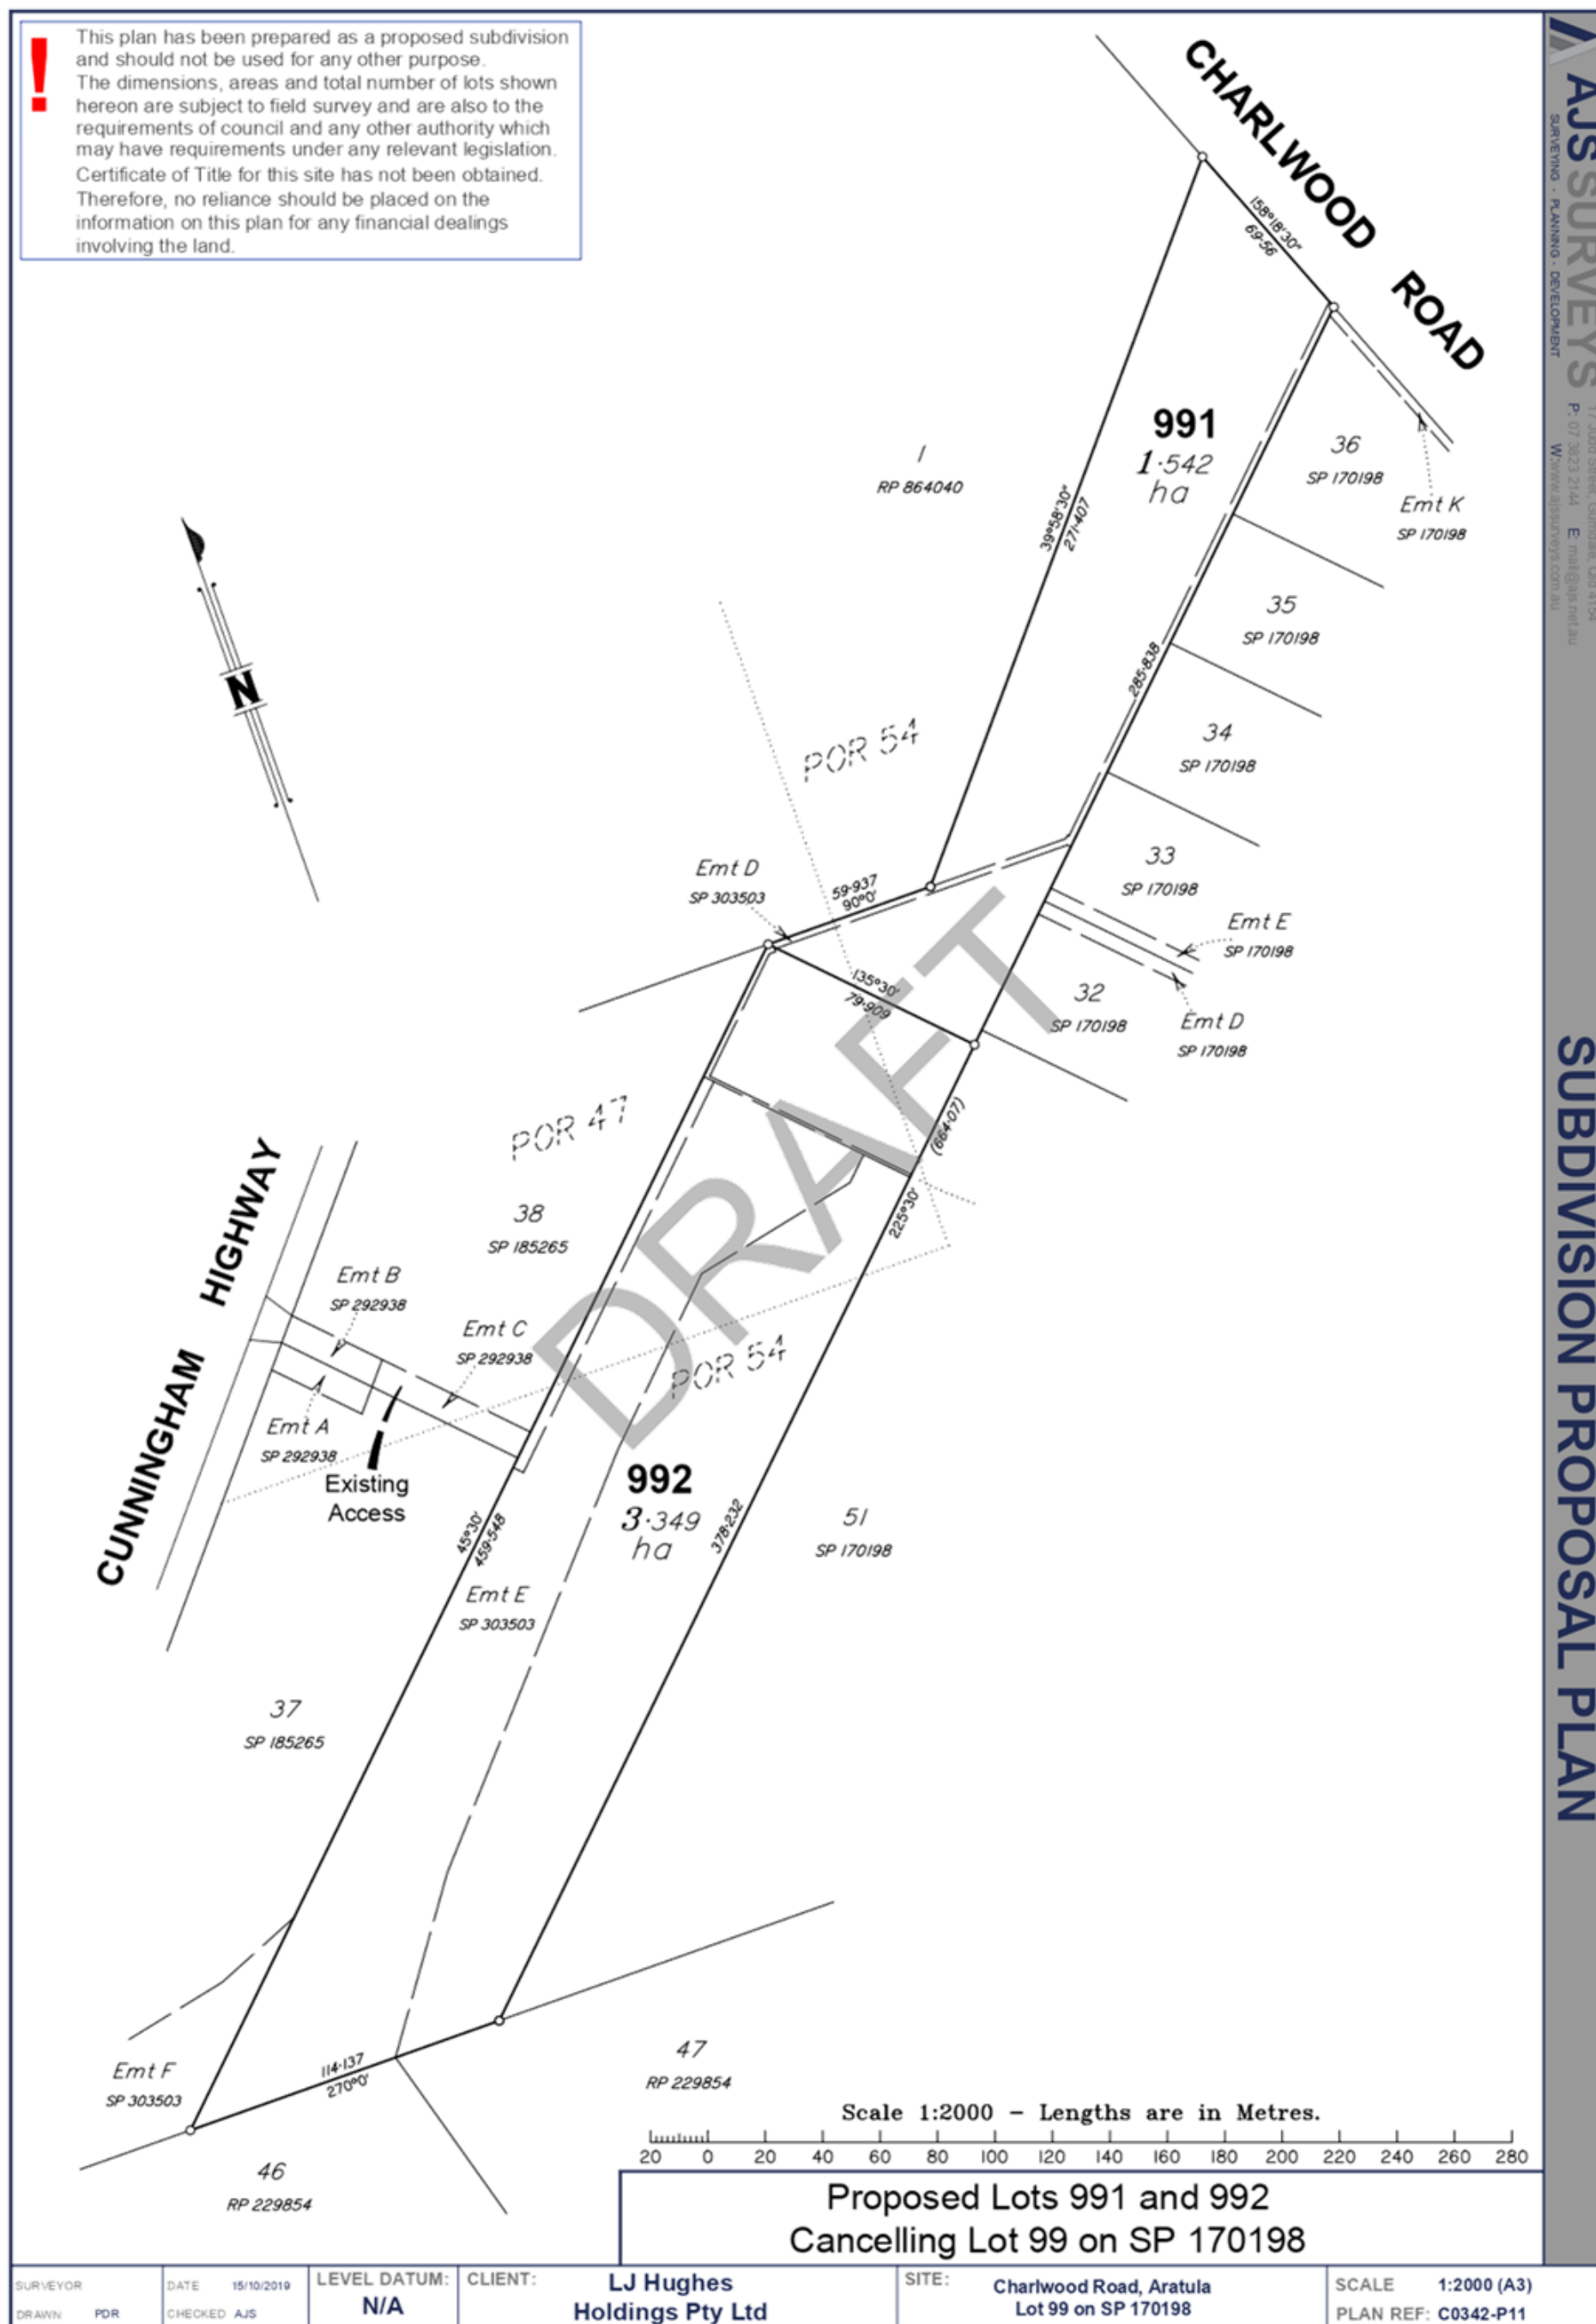 !
This plan has been prepared as a proposed subdivision
and should not be used for any other purpose.
The dimensions, areas and total number of lots shown
hereon are subject to field survey and are also to the
requirements of council and any other authority which
may have requirements under any relevant legislation.
Certificate of Title for this site has not been obtained.
Therefore, no reliance should be placed on the
information on this plan for any financial dealings
involving the land.
CHARLWOOD ROAD
158°18'30"
69·56
991
1·542
ha
1
RP 864040
39°58'30"
271·407
36
SP 170198
Emt K
SP 170198
35
SP 170198
285·838
34
SP 170198
N
POR 54
33
SP 170198
Emt D
SP 303503
59·937
90°0'
Emt E
SP 170198
135°30'
79·909
32
SP 170198
Emt D
SP 170198
DRAFT
POR 47
(664·07)
225°30'
38
SP 185265
CUNNINGHAM HIGHWAY
Emt B
SP 292938
Emt C
SP 292938
POR 54
Emt A
SP 292938
Existing
Access
992
3·349
ha
45°30'
459·548
378·232
51
SP 170198
Emt E
SP 303503
37
SP 185265
Emt F
SP 303503
114·137
270°0'
47
RP 229854
46
RP 229854
Scale 1:2000 - Lengths are in Metres.
20 0 20 40 60 80 100 120 140 160 180 200 220 240 260 280
Proposed Lots 991 and 992
Cancelling Lot 99 on SP 170198
SURVEYOR
DRAWN PDR
DATE 15/10/2019
CHECKED AJS
LEVEL DATUM:
N/A
CLIENT:
LJ Hughes
Holdings Pty Ltd
SITE:
Charlwood Road, Aratula
Lot 99 on SP 170198
SCALE 1:2000 (A3)
PLAN REF: C0342-P11
AJS SURVEYS
SURVEYING - PLANNING - DEVELOPMENT
P: 07 3823 2144 E: mail@ajs.net.au
W: www.ajssurveys.com.au
SUBDIVISION PROPOSAL PLAN